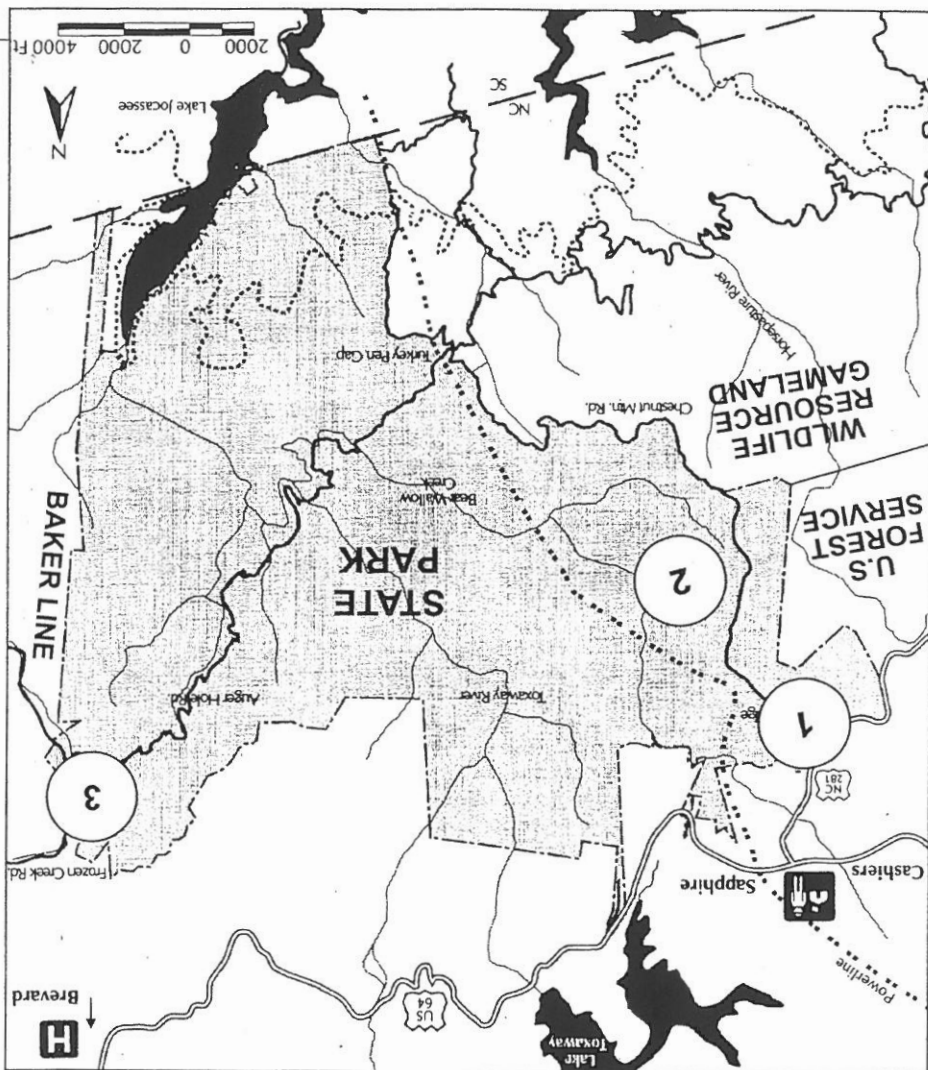 H
Brevard
Lake
Toxaway
US
64
Powerline
Cashiers
Sapphire
Frozen Creek Rd.
NC
281
1
3
Toxaway River
Auger Hole Rd.
2
STATE
PARK
BAKER LINE
U.S
FOREST
SERVICE
Bear Wallow
Creek
WILDLIFE
RESOURCE
GAMELAND
Chestnut Mtn. Rd.
Turkey Pen Gap
Horsepasture River
NC
SC
Lake Jocassee
N
2000 0 2000 4000 Ft